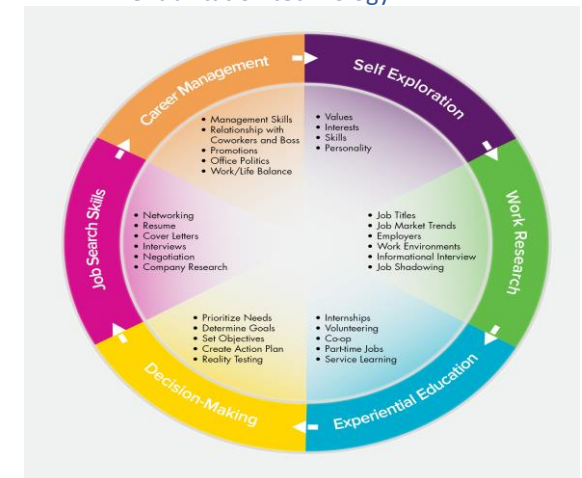 Career Management
• Management Skills
• Relationship with
Coworkers and Boss
• Promotions
• Office Politics
• Work/Life Balance
Self Exploration
• Values
• Interests
• Skills
• Personality
Work Research
• Job Titles
• Job Market Trends
• Employers
• Work Environments
• Informational Interview
• Job Shadowing
Experiential Education
• Internships
• Volunteering
• Co-op
• Part-time Jobs
• Service Learning
Decision-Making
• Prioritize Needs
• Determine Goals
• Set Objectives
• Create Action Plan
• Reality Testing
Job Search Skills
• Networking
• Resume
• Cover Letters
• Interviews
• Negotiation
• Company Research